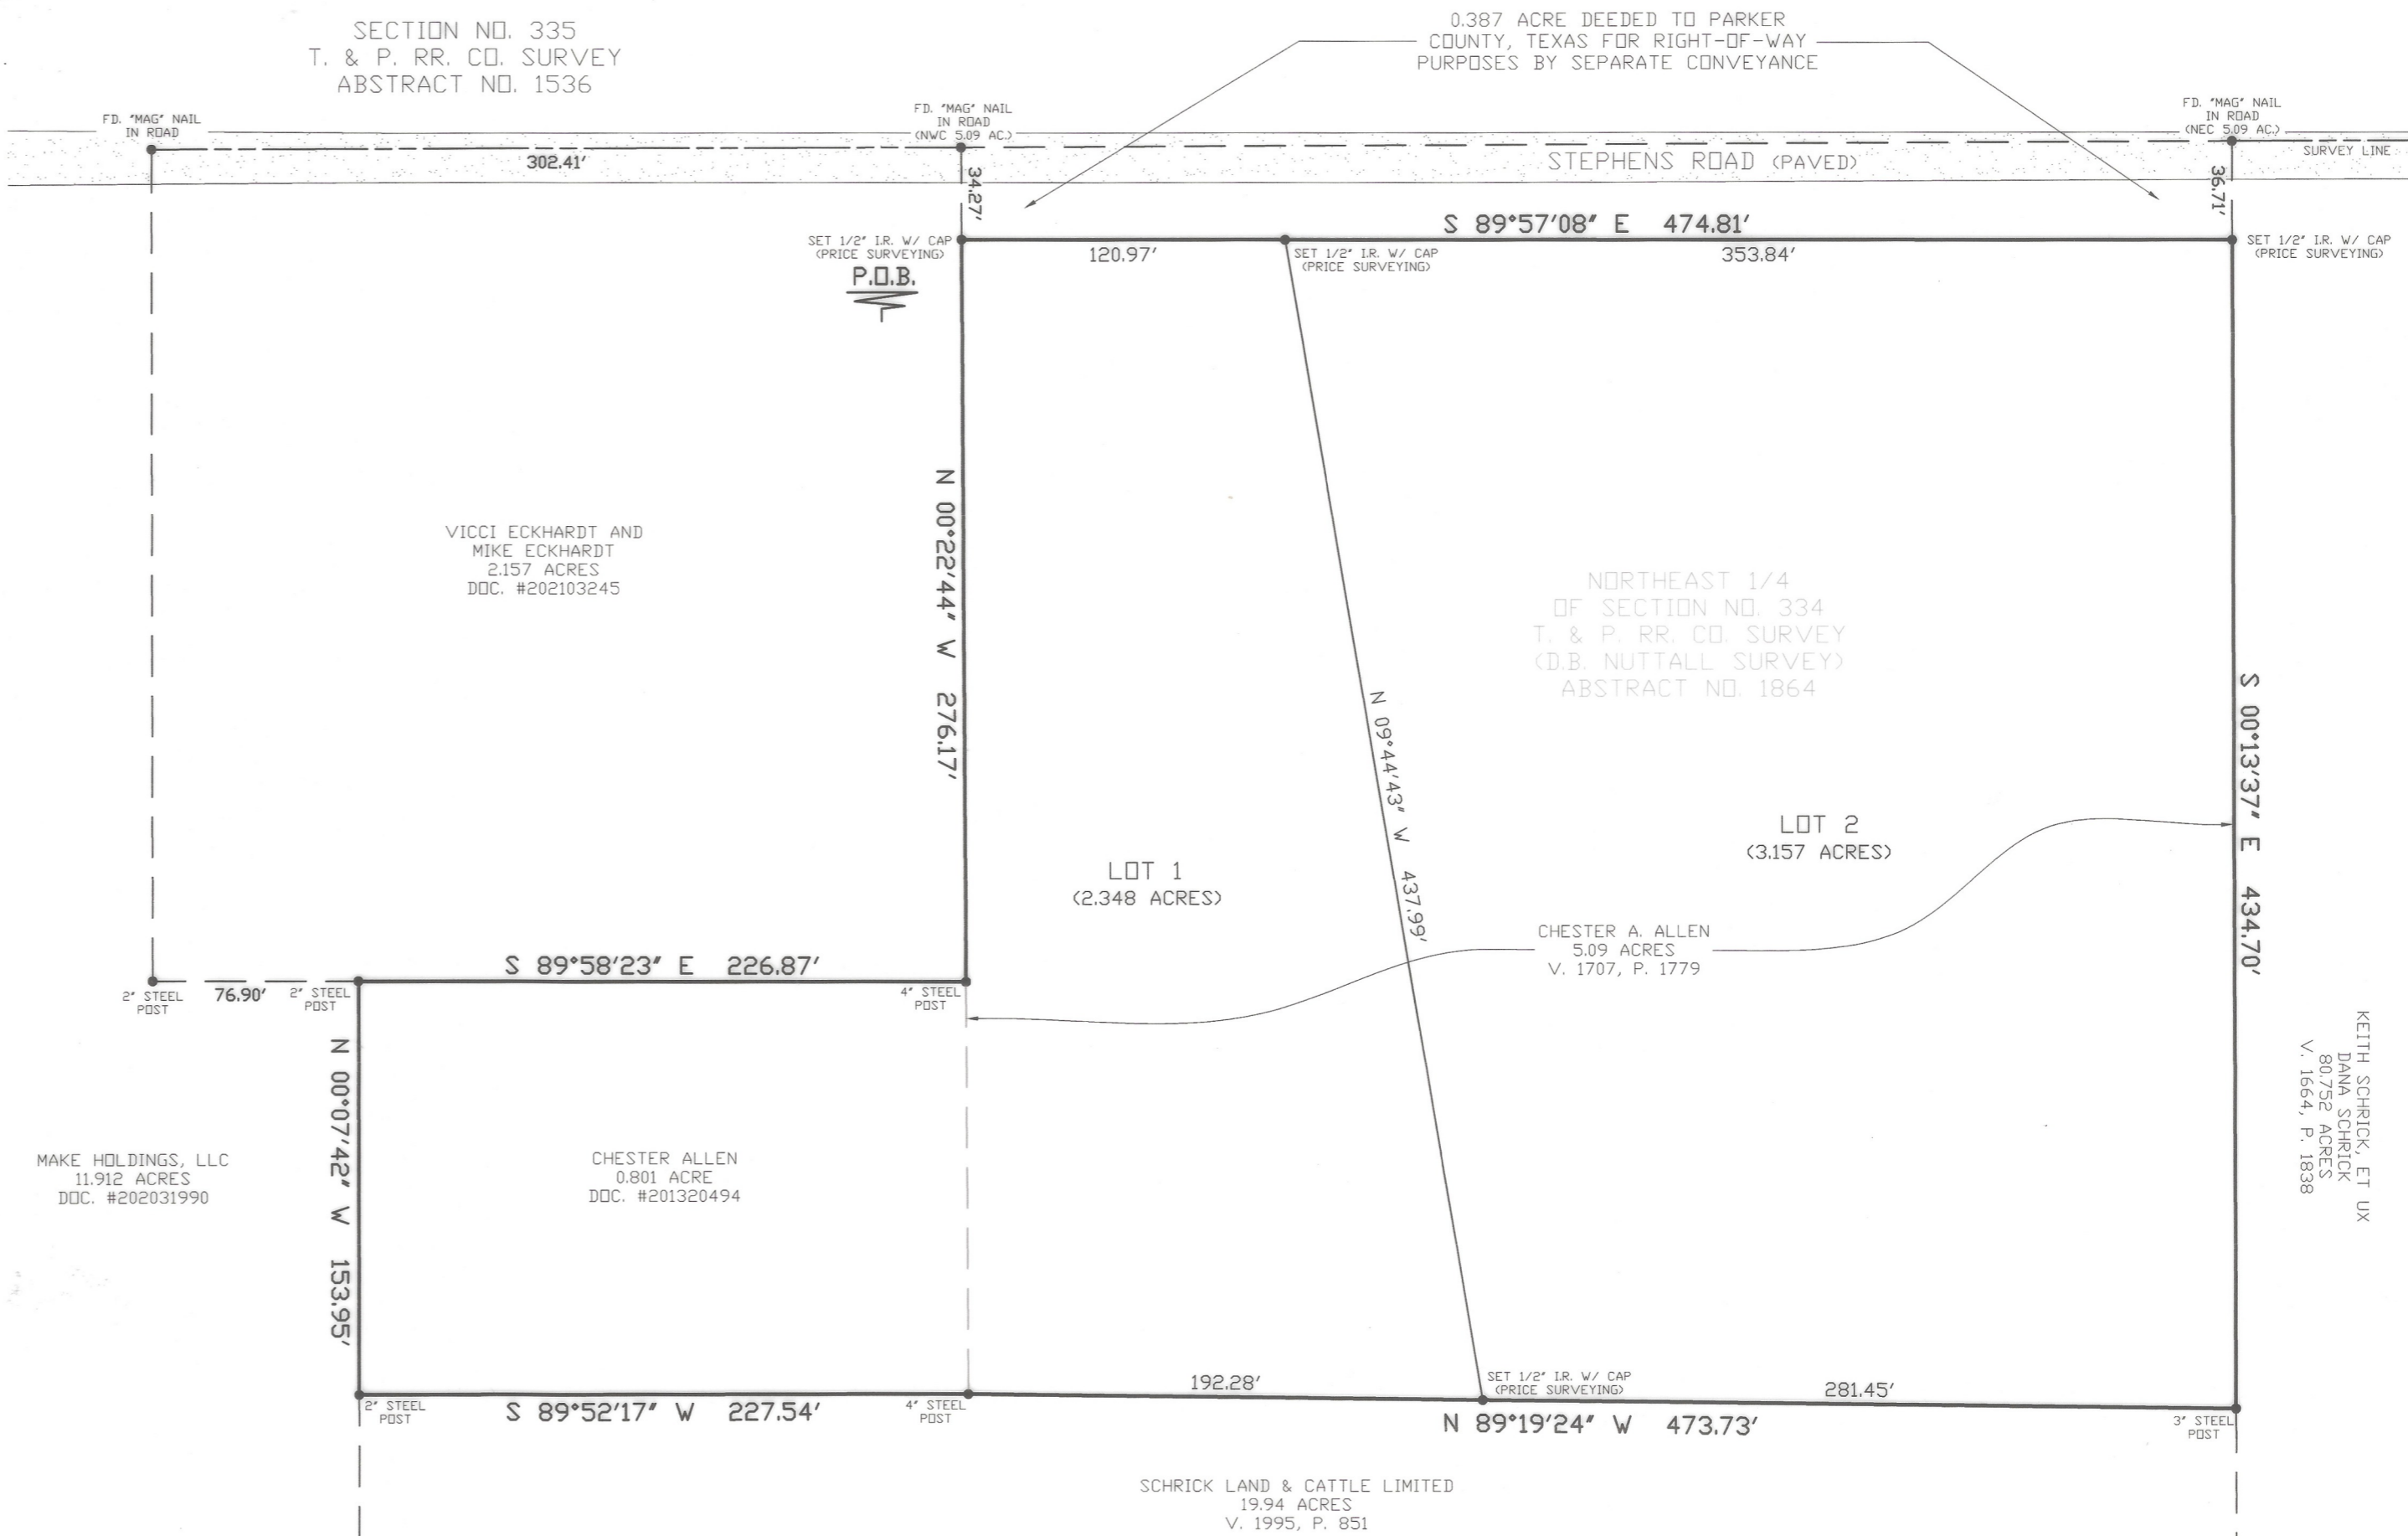 SECTION NO. 335
T. & P. RR. CO. SURVEY
ABSTRACT NO. 1536
0.387 ACRE DEEDED TO PARKER
COUNTY, TEXAS FOR RIGHT-OF-WAY
PURPOSES BY SEPARATE CONVEYANCE
FD. "MAG" NAIL
IN ROAD
FD. "MAG" NAIL
IN ROAD
(NWC 5.09 AC.)
FD. "MAG" NAIL
IN ROAD
(NEC 5.09 AC.)
302.41'
STEPHENS ROAD (PAVED)
SURVEY LINE
34.27'
36.71'
S 89°57'08" E 474.81'
SET 1/2" I.R. W/ CAP
(PRICE SURVEYING)
P.O.B.
120.97'
SET 1/2" I.R. W/ CAP
(PRICE SURVEYING)
353.84'
SET 1/2" I.R. W/ CAP
(PRICE SURVEYING)
N 00°22'44" W 276.17'
VICCI ECKHARDT AND
MIKE ECKHARDT
2.157 ACRES
DOC. #202103245
NORTHEAST 1/4
OF SECTION NO. 334
T. & P. RR. CO. SURVEY
(D.B. NUTTALL SURVEY)
ABSTRACT NO. 1864
N 09°44'43" W 437.99'
S 00°13'37" E 434.70'
LOT 1
(2.348 ACRES)
LOT 2
(3.157 ACRES)
CHESTER A. ALLEN
5.09 ACRES
V. 1707, P. 1779
S 89°58'23" E 226.87'
2" STEEL
POST
76.90'
2" STEEL
POST
4" STEEL
POST
N 00°07'42" W 153.95'
KEITH SCHRICK, ET UX
DANA SCHRICK
80.752 ACRES
V. 1664, P. 1838
MAKE HOLDINGS, LLC
11.912 ACRES
DOC. #202031990
CHESTER ALLEN
0.801 ACRE
DOC. #201320494
2" STEEL
POST
S 89°52'17" W 227.54'
4" STEEL
POST
192.28'
SET 1/2" I.R. W/ CAP
(PRICE SURVEYING)
281.45'
N 89°19'24" W 473.73'
3" STEEL
POST
SCHRICK LAND & CATTLE LIMITED
19.94 ACRES
V. 1995, P. 851